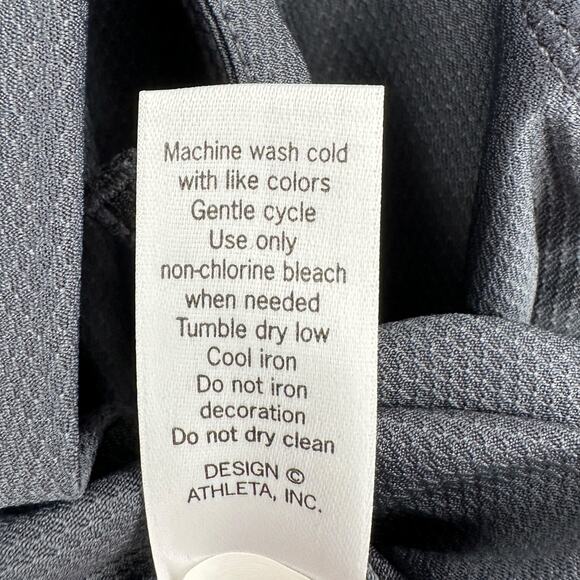 Machine wash cold
with like colors
Gentle cycle
Use only
non-chlorine bleach
when needed
Tumble dry low
Cool iron
Do not iron
decoration
Do not dry clean
DESIGN ©
ATHLETA, INC.